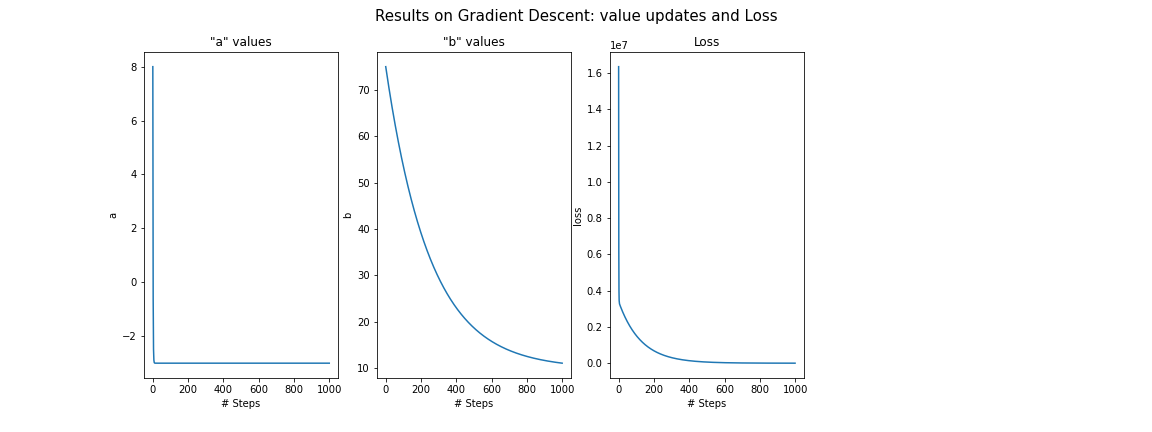 Results on Gradient Descent: value updates and Loss
"a" values
8
6
4
2
0
−2
a
0 200 400 600 800 1000
# Steps
"b" values
70
60
50
40
30
20
10
b
0 200 400 600 800 1000
# Steps
Loss
1e7
1.6
1.4
1.2
1.0
0.8
0.6
0.4
0.2
0.0
loss
0 200 400 600 800 1000
# Steps